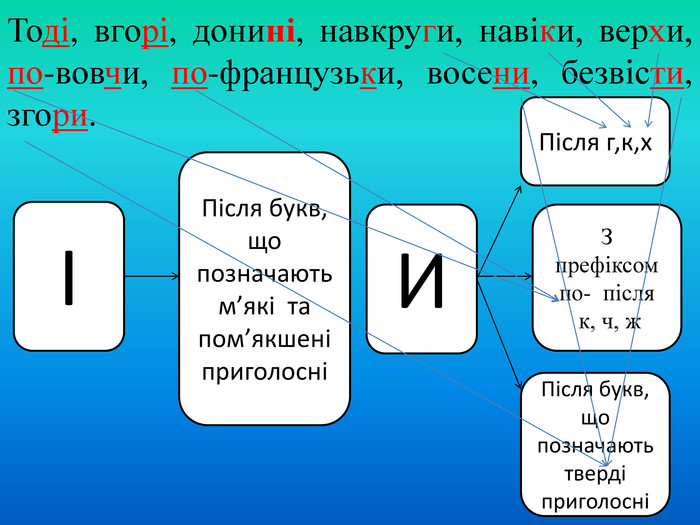 Тоді, вгорі, донині, навкруги, навіки, верхи,
по-вовчи, по-французьки, восени, безвісти,
згори.
І
Після букв,
що
позначають
м’які та
пом’якшені
приголосні
И
Після г,к,х
З
префіксом
по- після
к, ч, ж
Після букв,
що
позначають
тверді
приголосні